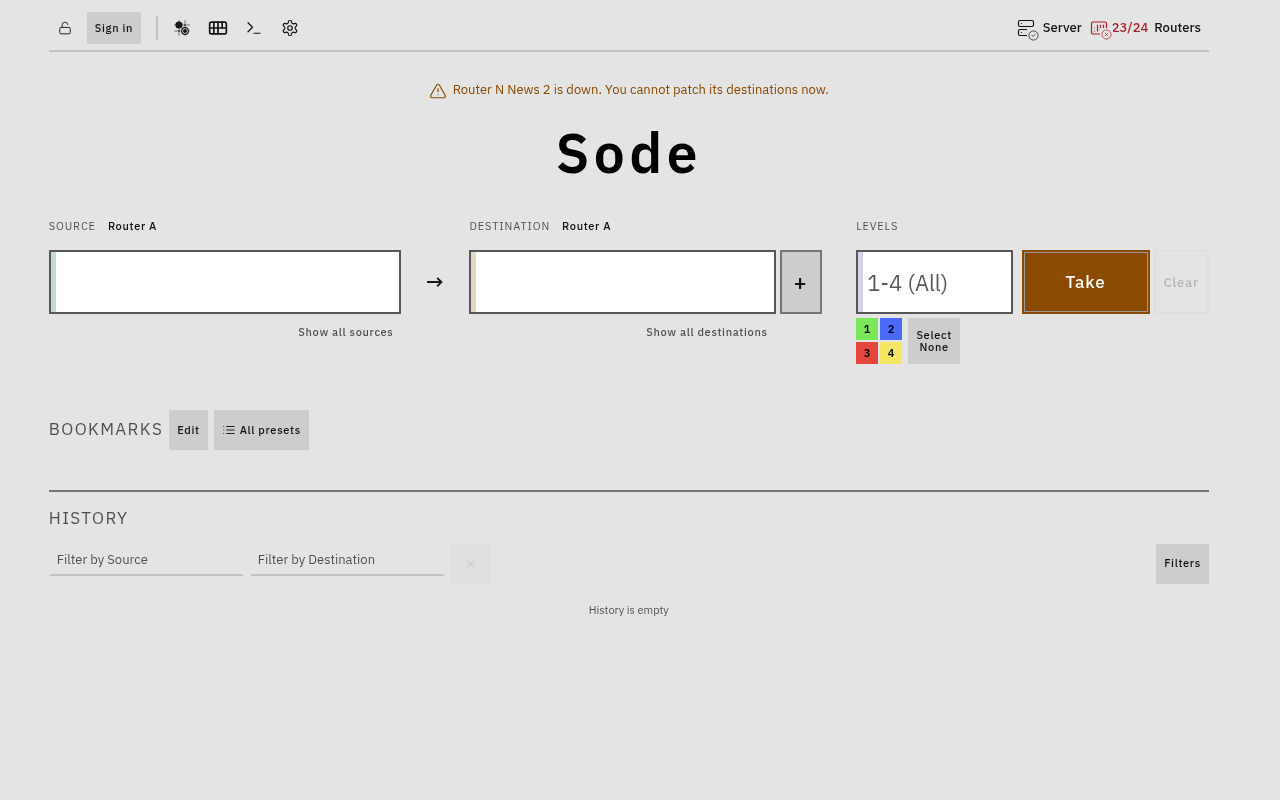 Sign in
Server
23/24 Routers
Router N News 2 is down. You cannot patch its destinations now.
Sode
SOURCE Router A
DESTINATION Router A
LEVELS
→
+
1-4 (All)
Take
Clear
Show all sources
Show all destinations
1 2
3 4
Select
None
BOOKMARKS
Edit
All presets
HISTORY
Filter by Source
Filter by Destination
Filters
History is empty